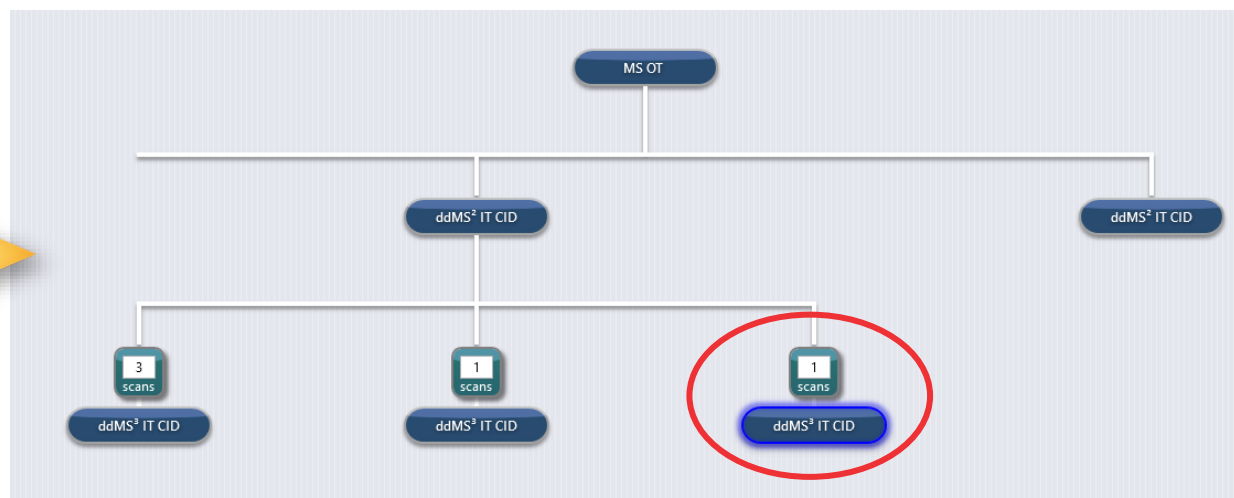 MS OT
ddMS² IT CID
ddMS² IT CID
3
scans
1
scans
1
scans
ddMS³ IT CID
ddMS³ IT CID
ddMS³ IT CID